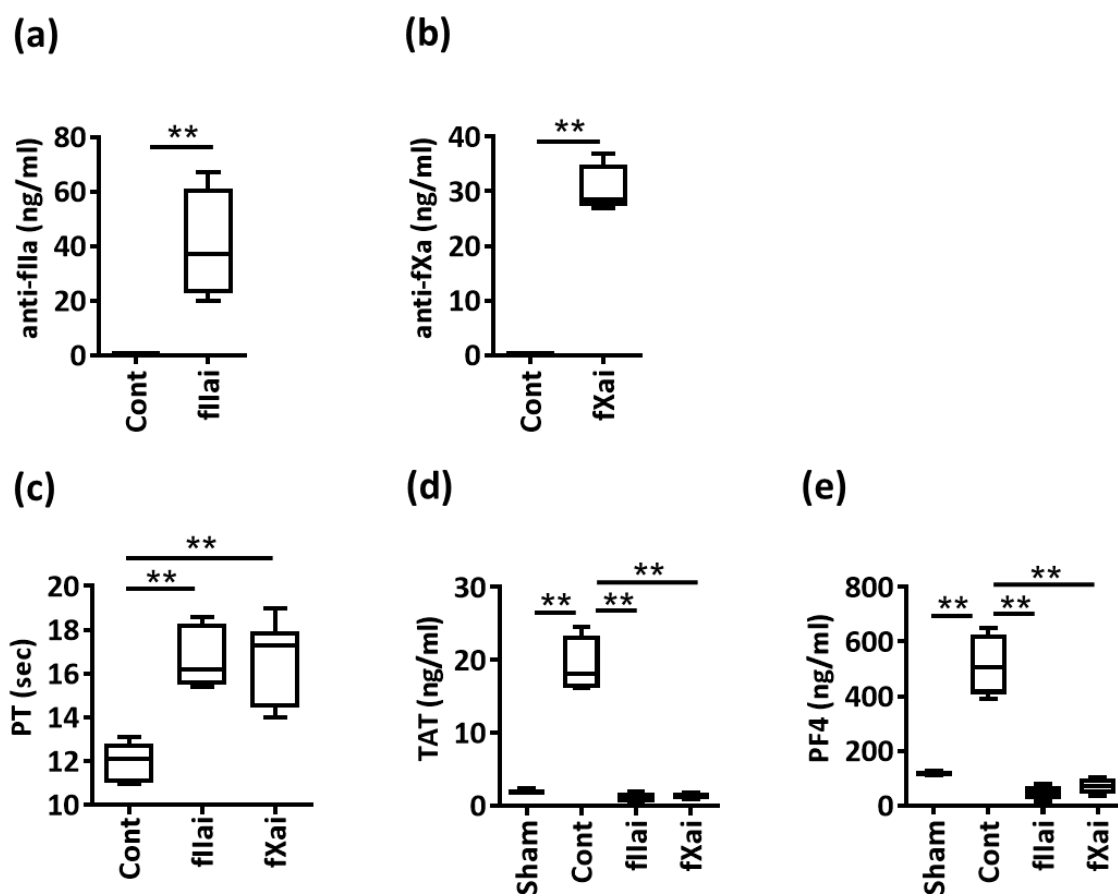 (a)
anti-fIIa (ng/ml)
80
60
40
20
0
**
Cont
fIIai
(b)
anti-fXa (ng/ml)
40
30
20
10
0
**
Cont
fXai
(c)
PT (sec)
20
18
16
14
12
10
**
**
Cont
fIIai
fXai
(d)
TAT (ng/ml)
30
20
10
0
**
**
**
Sham
Cont
fIIai
fXai
(e)
PF4 (ng/ml)
800
600
400
200
0
**
**
**
Sham
Cont
fIIai
fXai